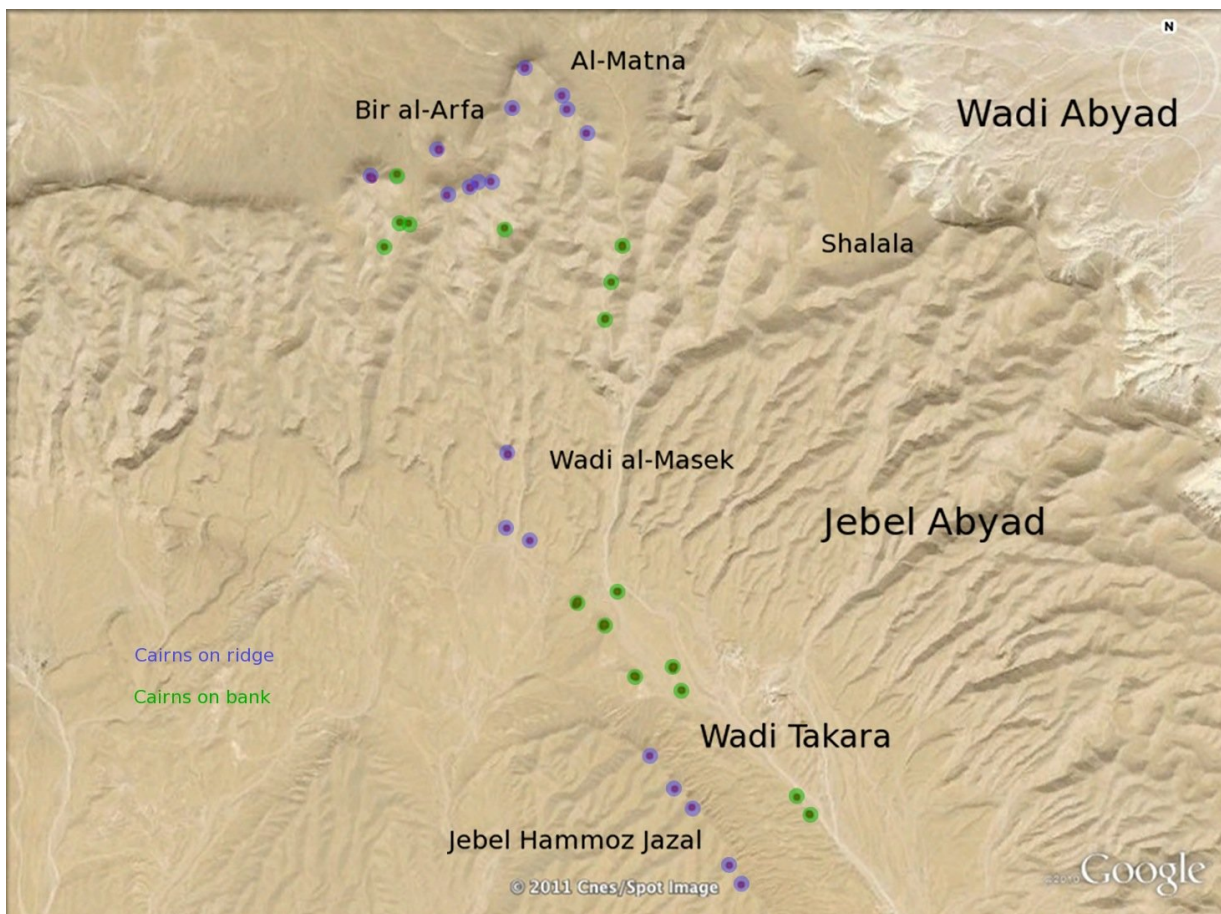 N
Al-Matna
Bir al-Arfa
Wadi Abyad
Shalala
Wadi al-Masek
Jebel Abyad
Cairns on ridge
Cairns on bank
Wadi Takara
Jebel Hammoz Jazal
© 2011 Cnes/Spot Image
Google